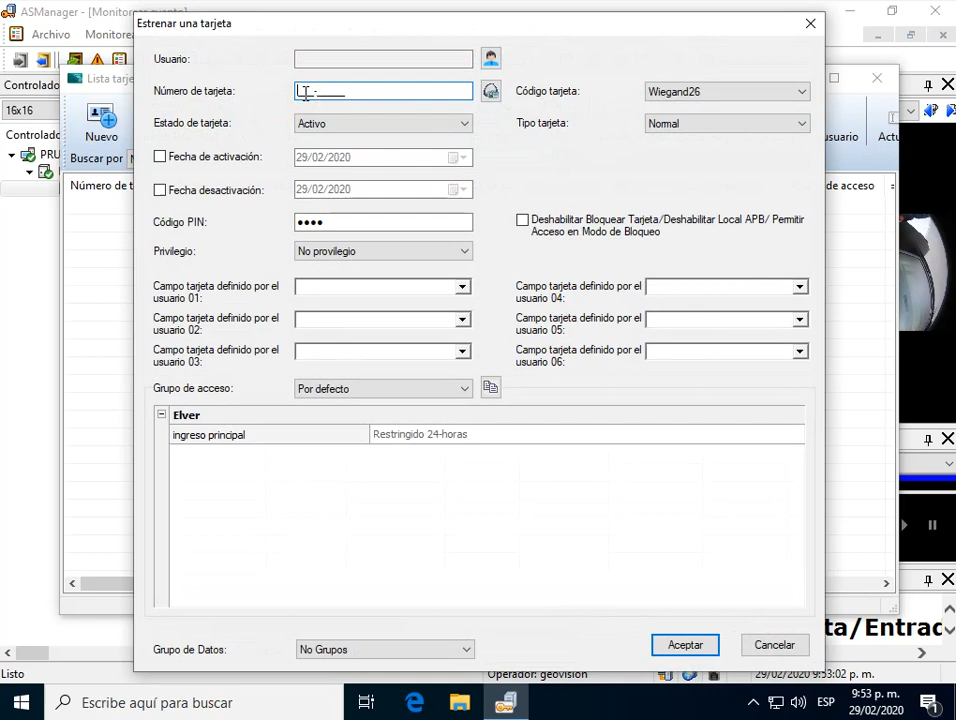 ASManager - [Monitoreo
Archivo
Monitorea
Controlado
16x16
Controlado
PRU
Lista tarje
Nuevo
Buscar por
Número de t
Estrenar una tarjeta
Usuario:
Número de tarjeta:
Código tarjeta:
Wiegand26
Estado de tarjeta:
Activo
Tipo tarjeta:
Normal
Fecha de activación:
29/02/2020
Fecha desactivación:
29/02/2020
Código PIN:
••••
Deshabilitar Bloquear Tarjeta/Deshabilitar Local APB/ Permitir
Acceso en Modo de Bloqueo
Privilegio:
No provilegio
Campo tarjeta definido por el
usuario 01:
Campo tarjeta definido por el
usuario 04:
Campo tarjeta definido por el
usuario 02:
Campo tarjeta definido por el
usuario 05:
Campo tarjeta definido por el
usuario 03:
Campo tarjeta definido por el
usuario 06:
Grupo de acceso:
Por defecto
Elver
ingreso principal
Restringido 24-horas
Grupo de Datos:
No Grupos
Aceptar
Cancelar
usuario
Actu
de acceso
ta/Entrad
Listo
Operador: geovision
29/02/2020 9:53:02 p. m.
Escribe aquí para buscar
ESP
9:53 p. m.
29/02/2020
1